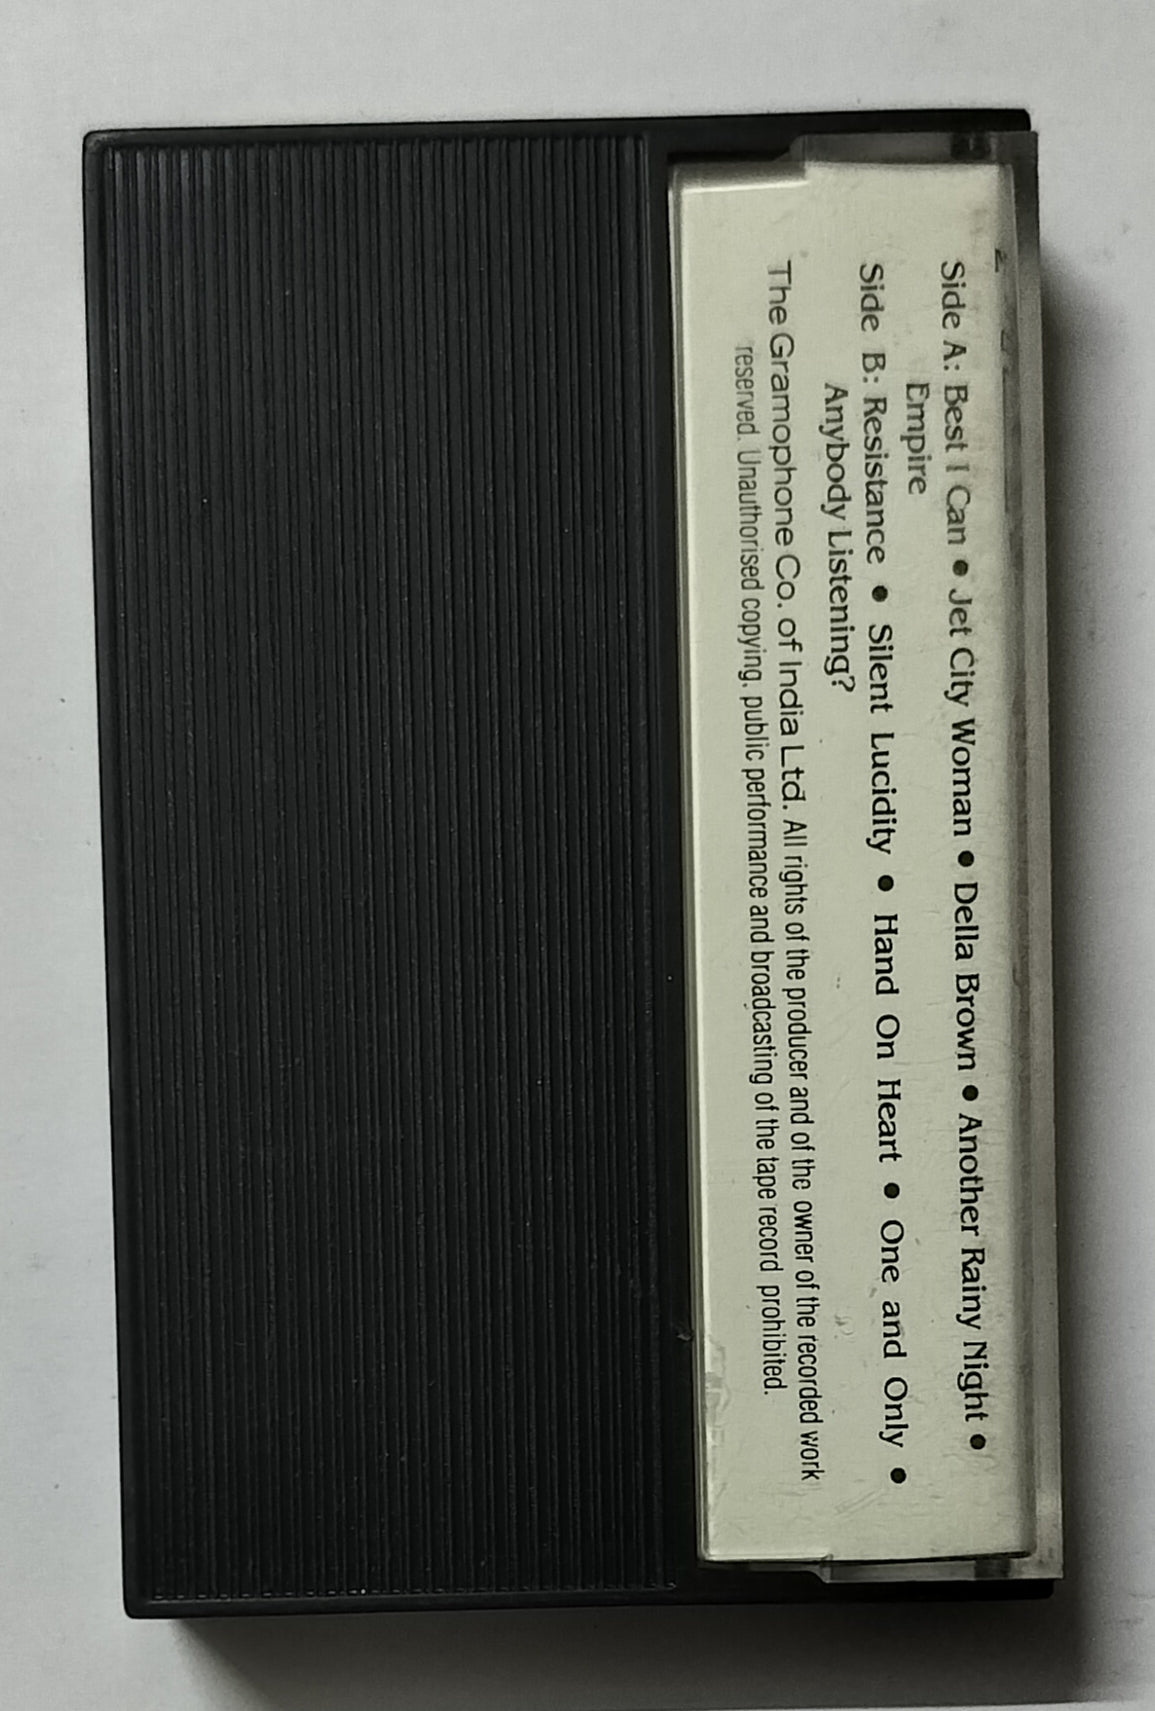 Side A: Best I Can • Jet City Woman • Della Brown • Another Rainy Night •
Empire
Side B: Resistance • Silent Lucidity • Hand On Heart • One and Only •
Anybody Listening?
The Gramophone Co. of India Ltd. All rights of the producer and of the owner of the recorded work
reserved. Unauthorised copying. public performance and broadcasting of the tape record prohibited.